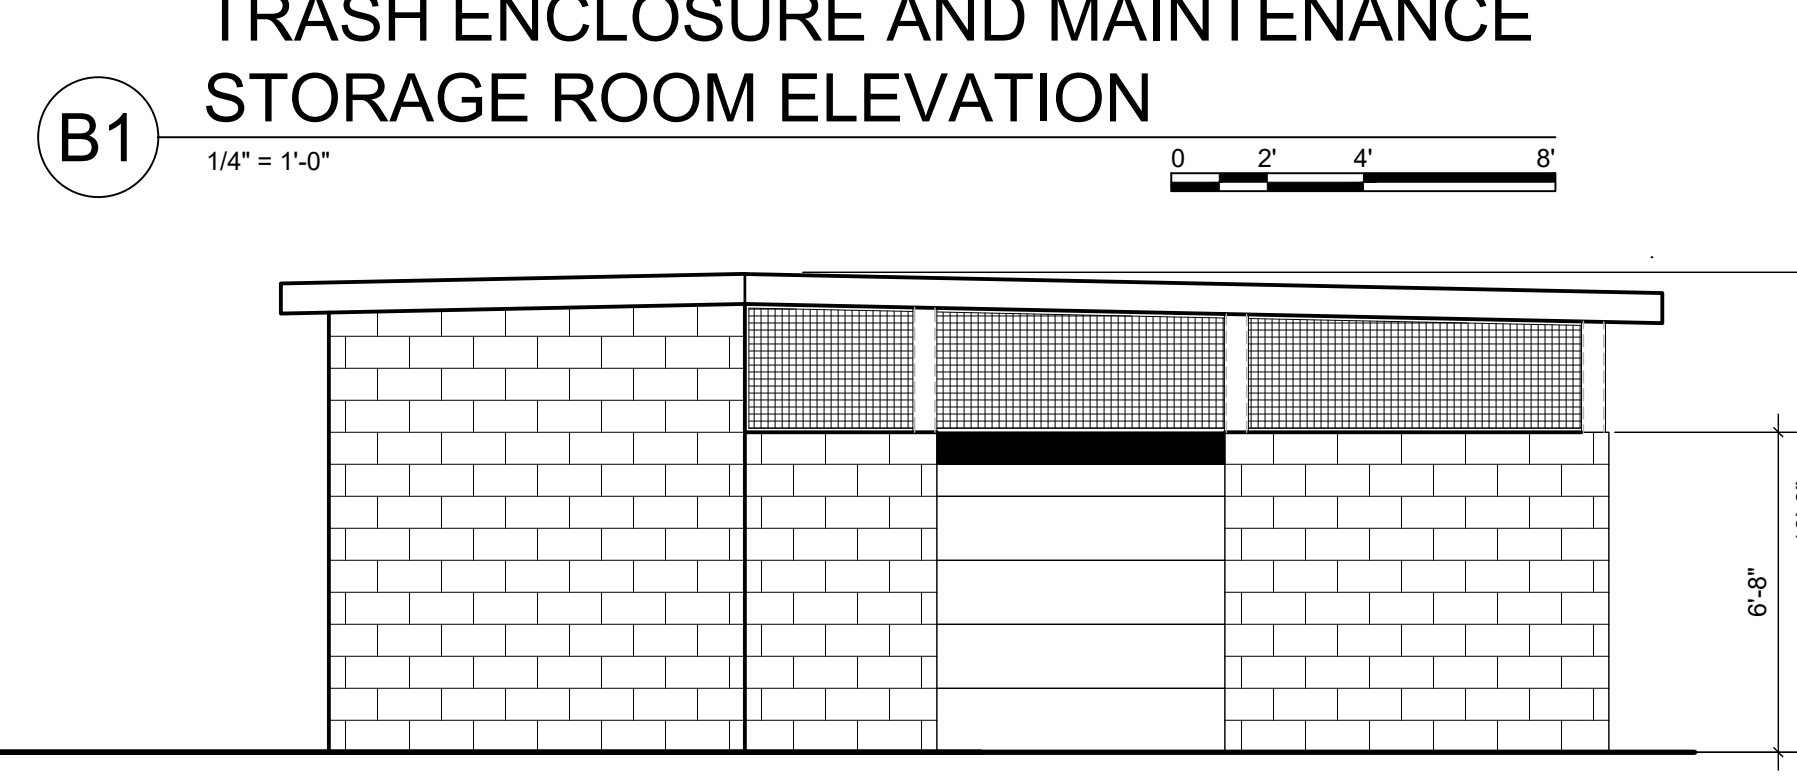 TRASH ENCLOSURE AND MAINTENANCE
STORAGE ROOM ELEVATION
B1
1/4" = 1'-0"
0 2' 4' 8'
6'-8"